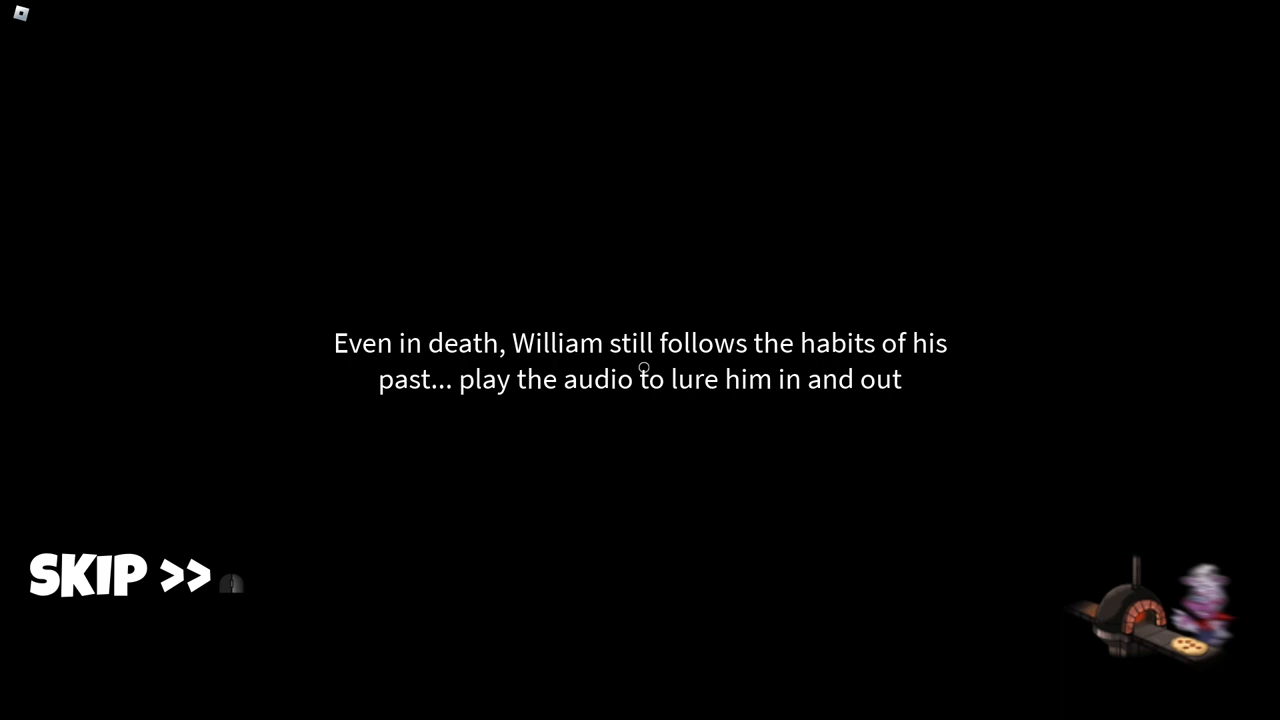 Even in death, William still follows the habits of his
past... play the audio to lure him in and out
SKIP >>